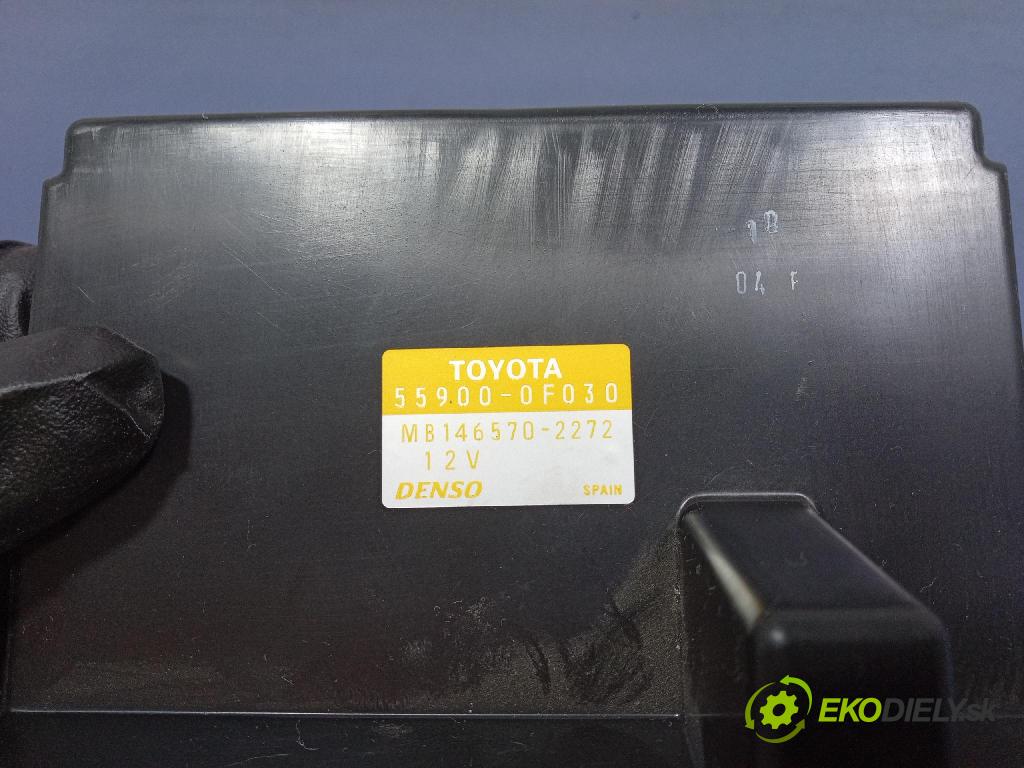 1B
04 F
TOYOTA
55900-0F030
MB146570-2272
12V
DENSO SPAIN
EKODIELY.sk